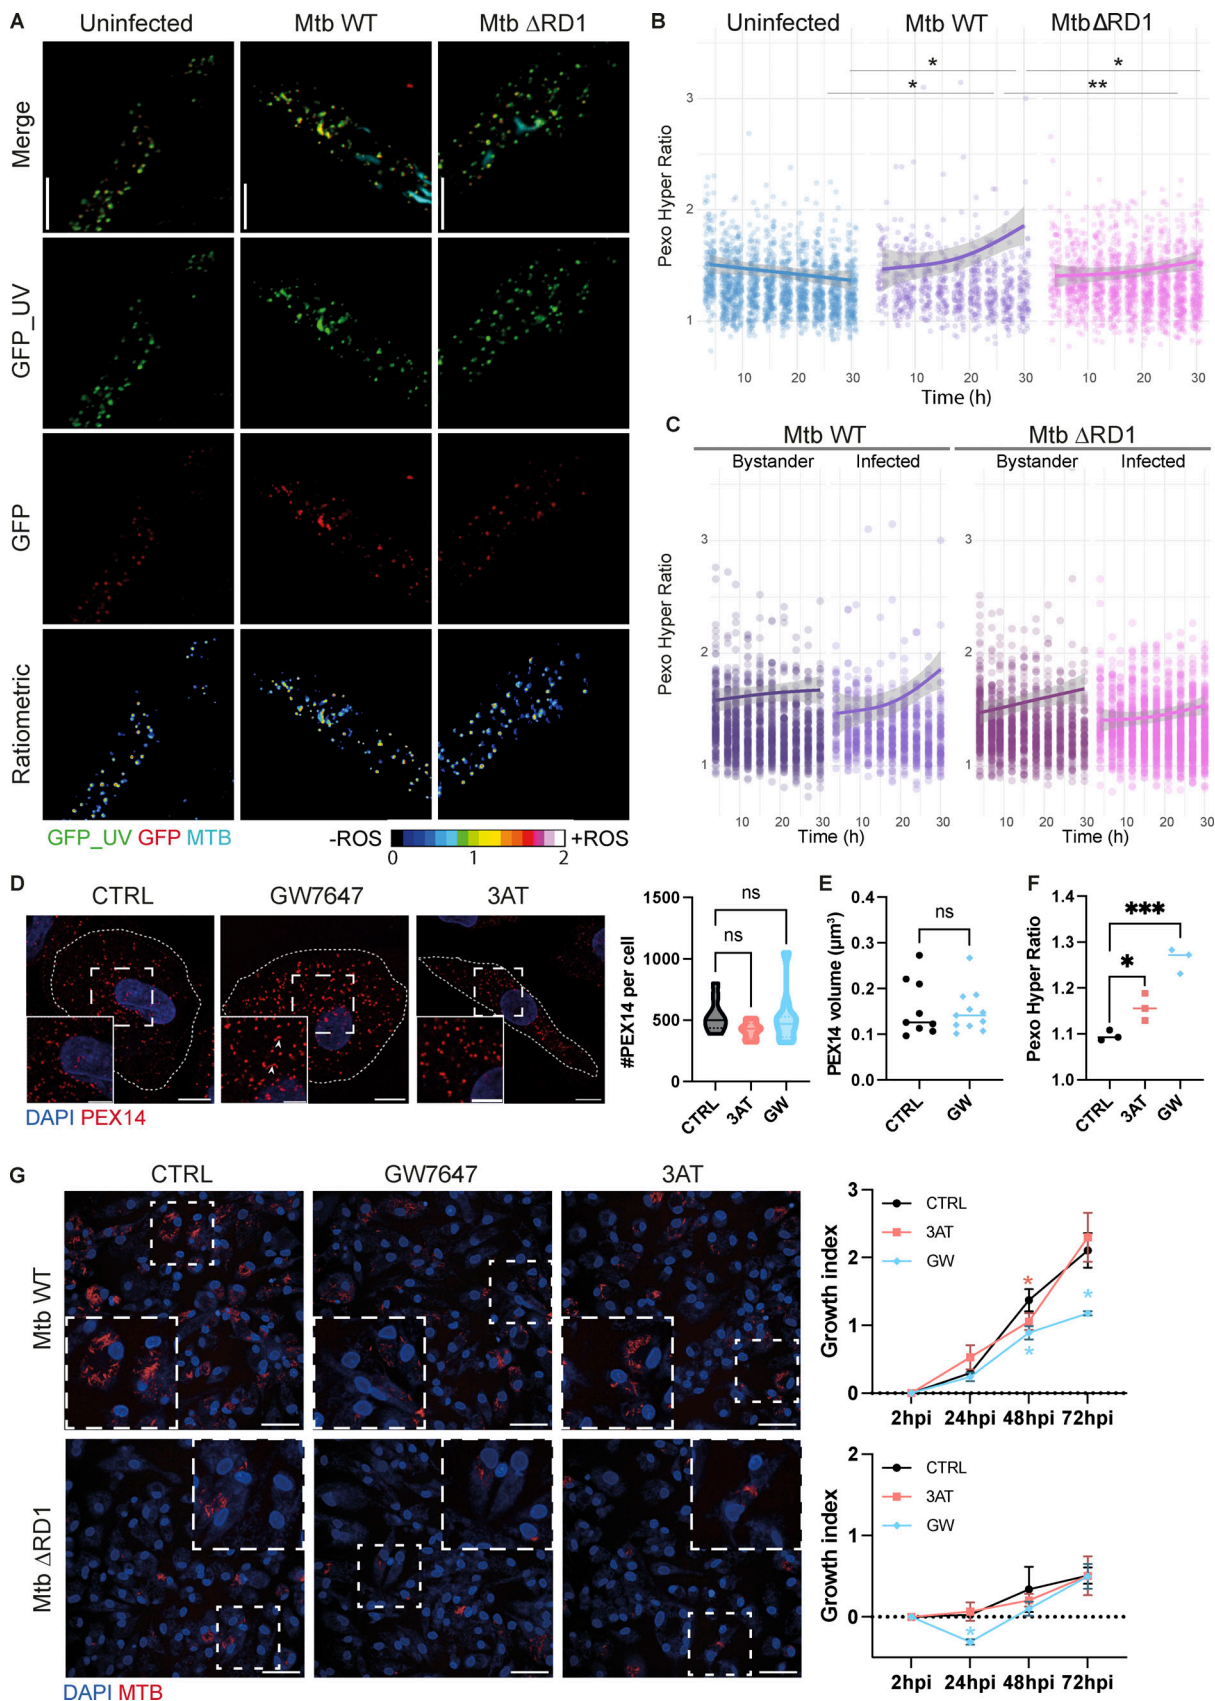 A
Uninfected
Mtb WT
Mtb ΔRD1
Merge
GFP_UV
GFP
Ratiometric
GFP_UV GFP MTB
-ROS
+ROS
0
1
2
B
Uninfected
Mtb WT
MtbΔRD1
*
*
*
**
Pexo Hyper Ratio
3
2
1
10
20
30
10
20
30
10
20
30
Time (h)
C
Mtb WT
Mtb ΔRD1
Bystander
Infected
Bystander
Infected
Pexo Hyper Ratio
3
2
1
3
2
1
10
20
30
10
20
30
10
20
30
10
20
30
Time (h)
Time (h)
D
CTRL
GW7647
3AT
DAPI PEX14
#PEX14 per cell
1500
1000
500
0
ns
ns
CTRL
3AT
GW
E
PEX14 volume (µm³)
0.4
0.3
0.2
0.1
0.0
ns
CTRL
GW
F
Pexo Hyper Ratio
1.4
1.3
1.2
1.1
1.0
***
*
CTRL
3AT
GW
G
CTRL
GW7647
3AT
Mtb WT
Mtb ΔRD1
DAPI MTB
Growth index
3
2
1
0
CTRL
3AT
GW
*
*
*
2hpi
24hpi
48hpi
72hpi
Growth index
2
1
0
CTRL
3AT
GW
*
2hpi
24hpi
48hpi
72hpi